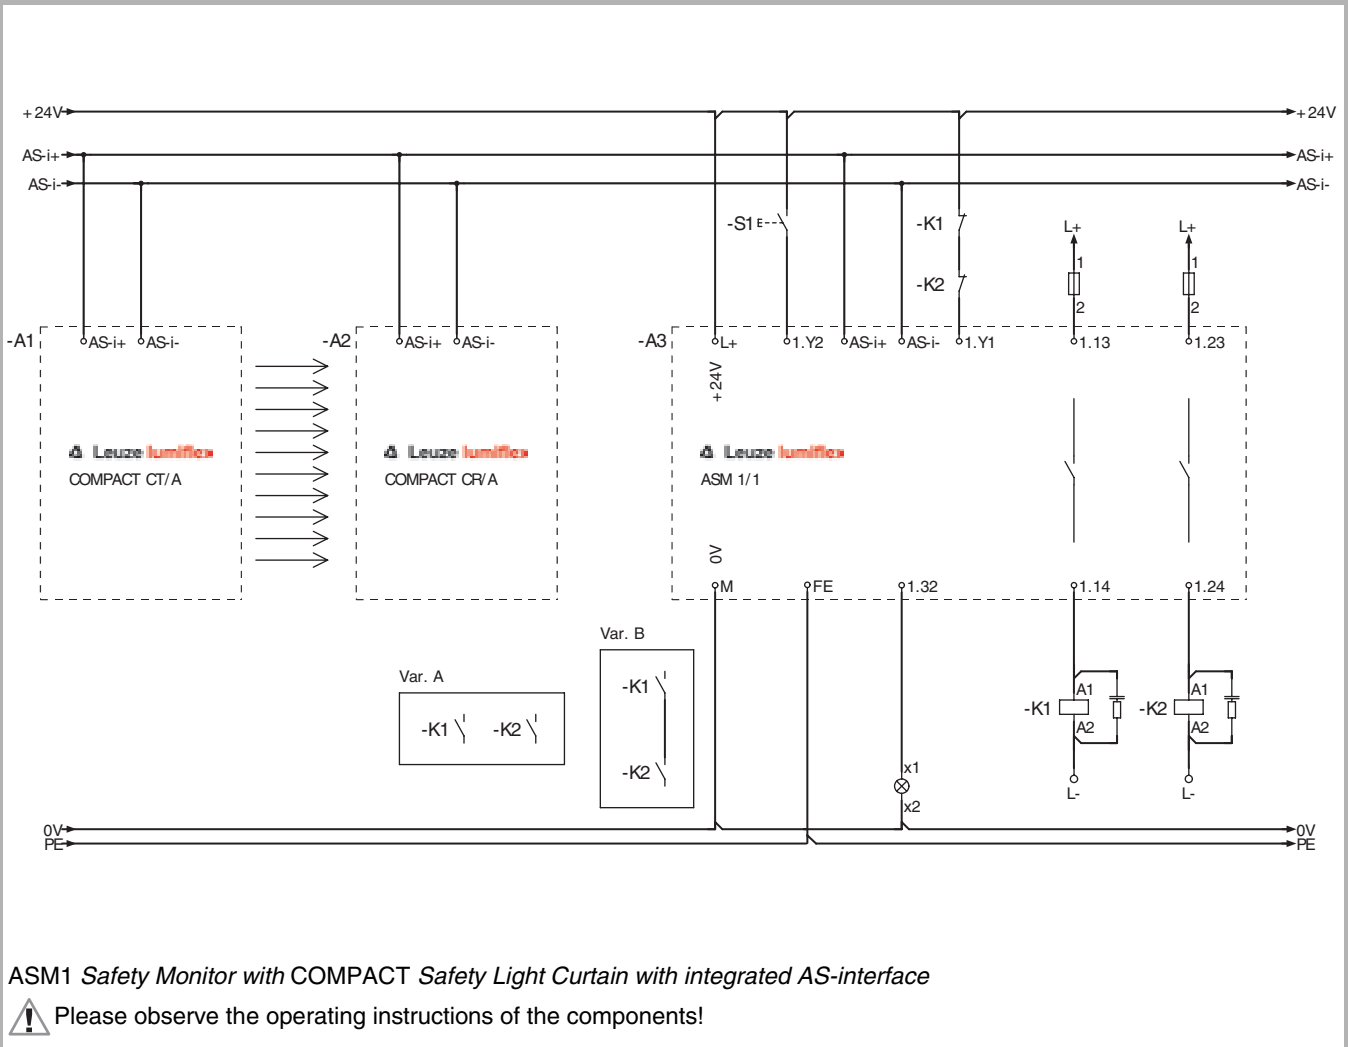 +24V +24V
AS-i+ AS-i+
AS-i- AS-i-
-S1 -K1 L+ L+
1 1
-K2
2 2
-A1 AS-i+ AS-i- -A2 AS-i+ AS-i- -A3 L+ 1.Y2 AS-i+ AS-i- 1.Y1 1.13 1.23
+24V
Leuze lumiflex Leuze lumiflex Leuze lumiflex
COMPACT CT/A COMPACT CR/A ASM 1/1
0V
M FE 1.32 1.14 1.24
Var. B
Var. A
-K1 A1 A1
-K1 -K2
-K1 -K2
A2 A2
-K1 -K2
-K2 x1
L- L-
x2
0V 0V
PE PE
ASM1 Safety Monitor with COMPACT Safety Light Curtain with integrated AS-interface
Please observe the operating instructions of the components!